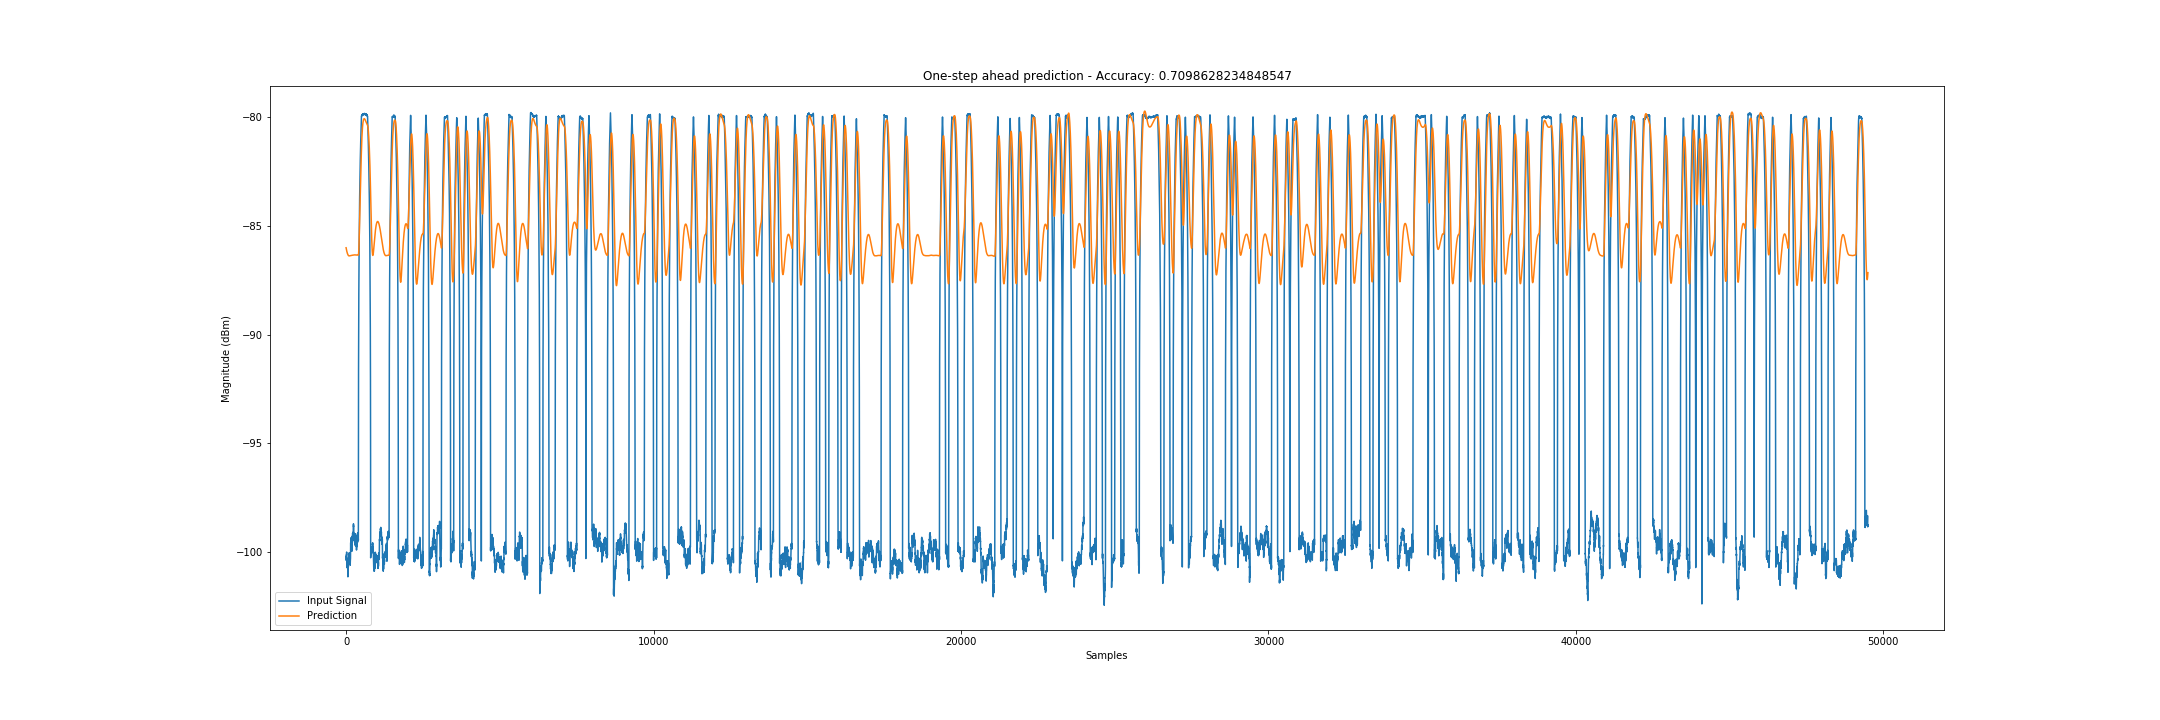 One-step ahead prediction - Accuracy: 0.7098628234848547
−80
−85
−90
−95
−100
Magnitude (dBm)
Input Signal
Prediction
0 10000 20000 30000 40000 50000
Samples